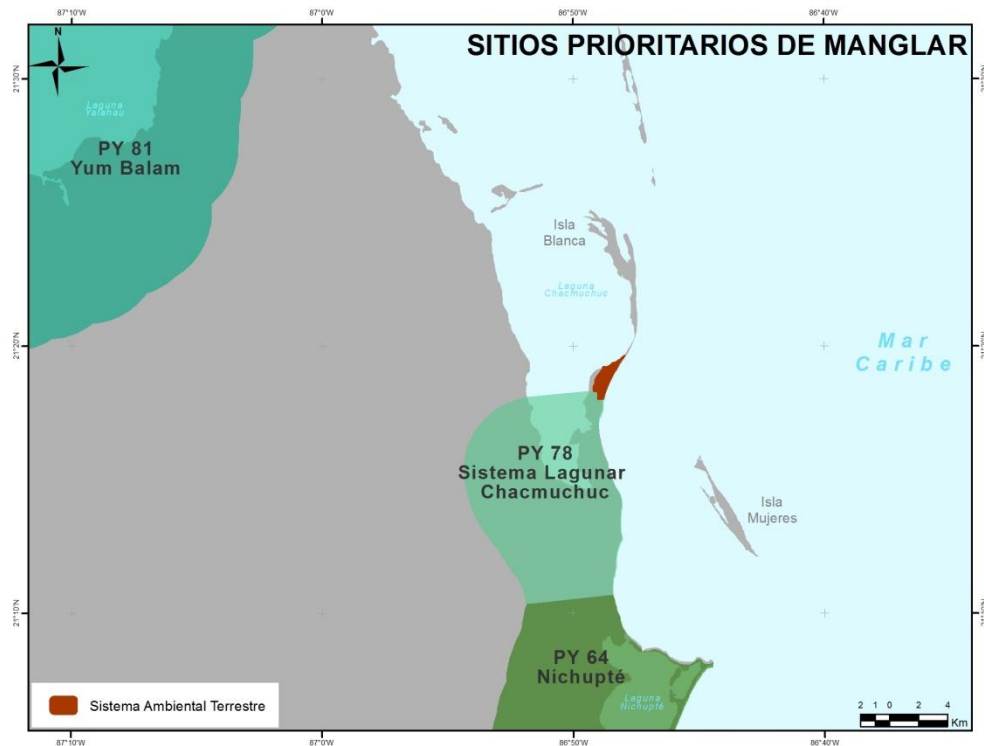 87°10'W
87°0'W
86°50'W
86°40'W
SITIOS PRIORITARIOS DE MANGLAR
N
21°30'N
Laguna
Yalahau
PY 81
Yum Balam
Isla
Blanca
Laguna
Chacmuchuc
21°20'N
Mar
Caribe
PY 78
Sistema Lagunar
Chacmuchuc
Isla
Mujeres
21°10'N
PY 64
Nichupté
Laguna
Nichupté
Sistema Ambiental Terrestre
2 1 0 2 4
Km
87°10'W
87°0'W
86°50'W
86°40'W